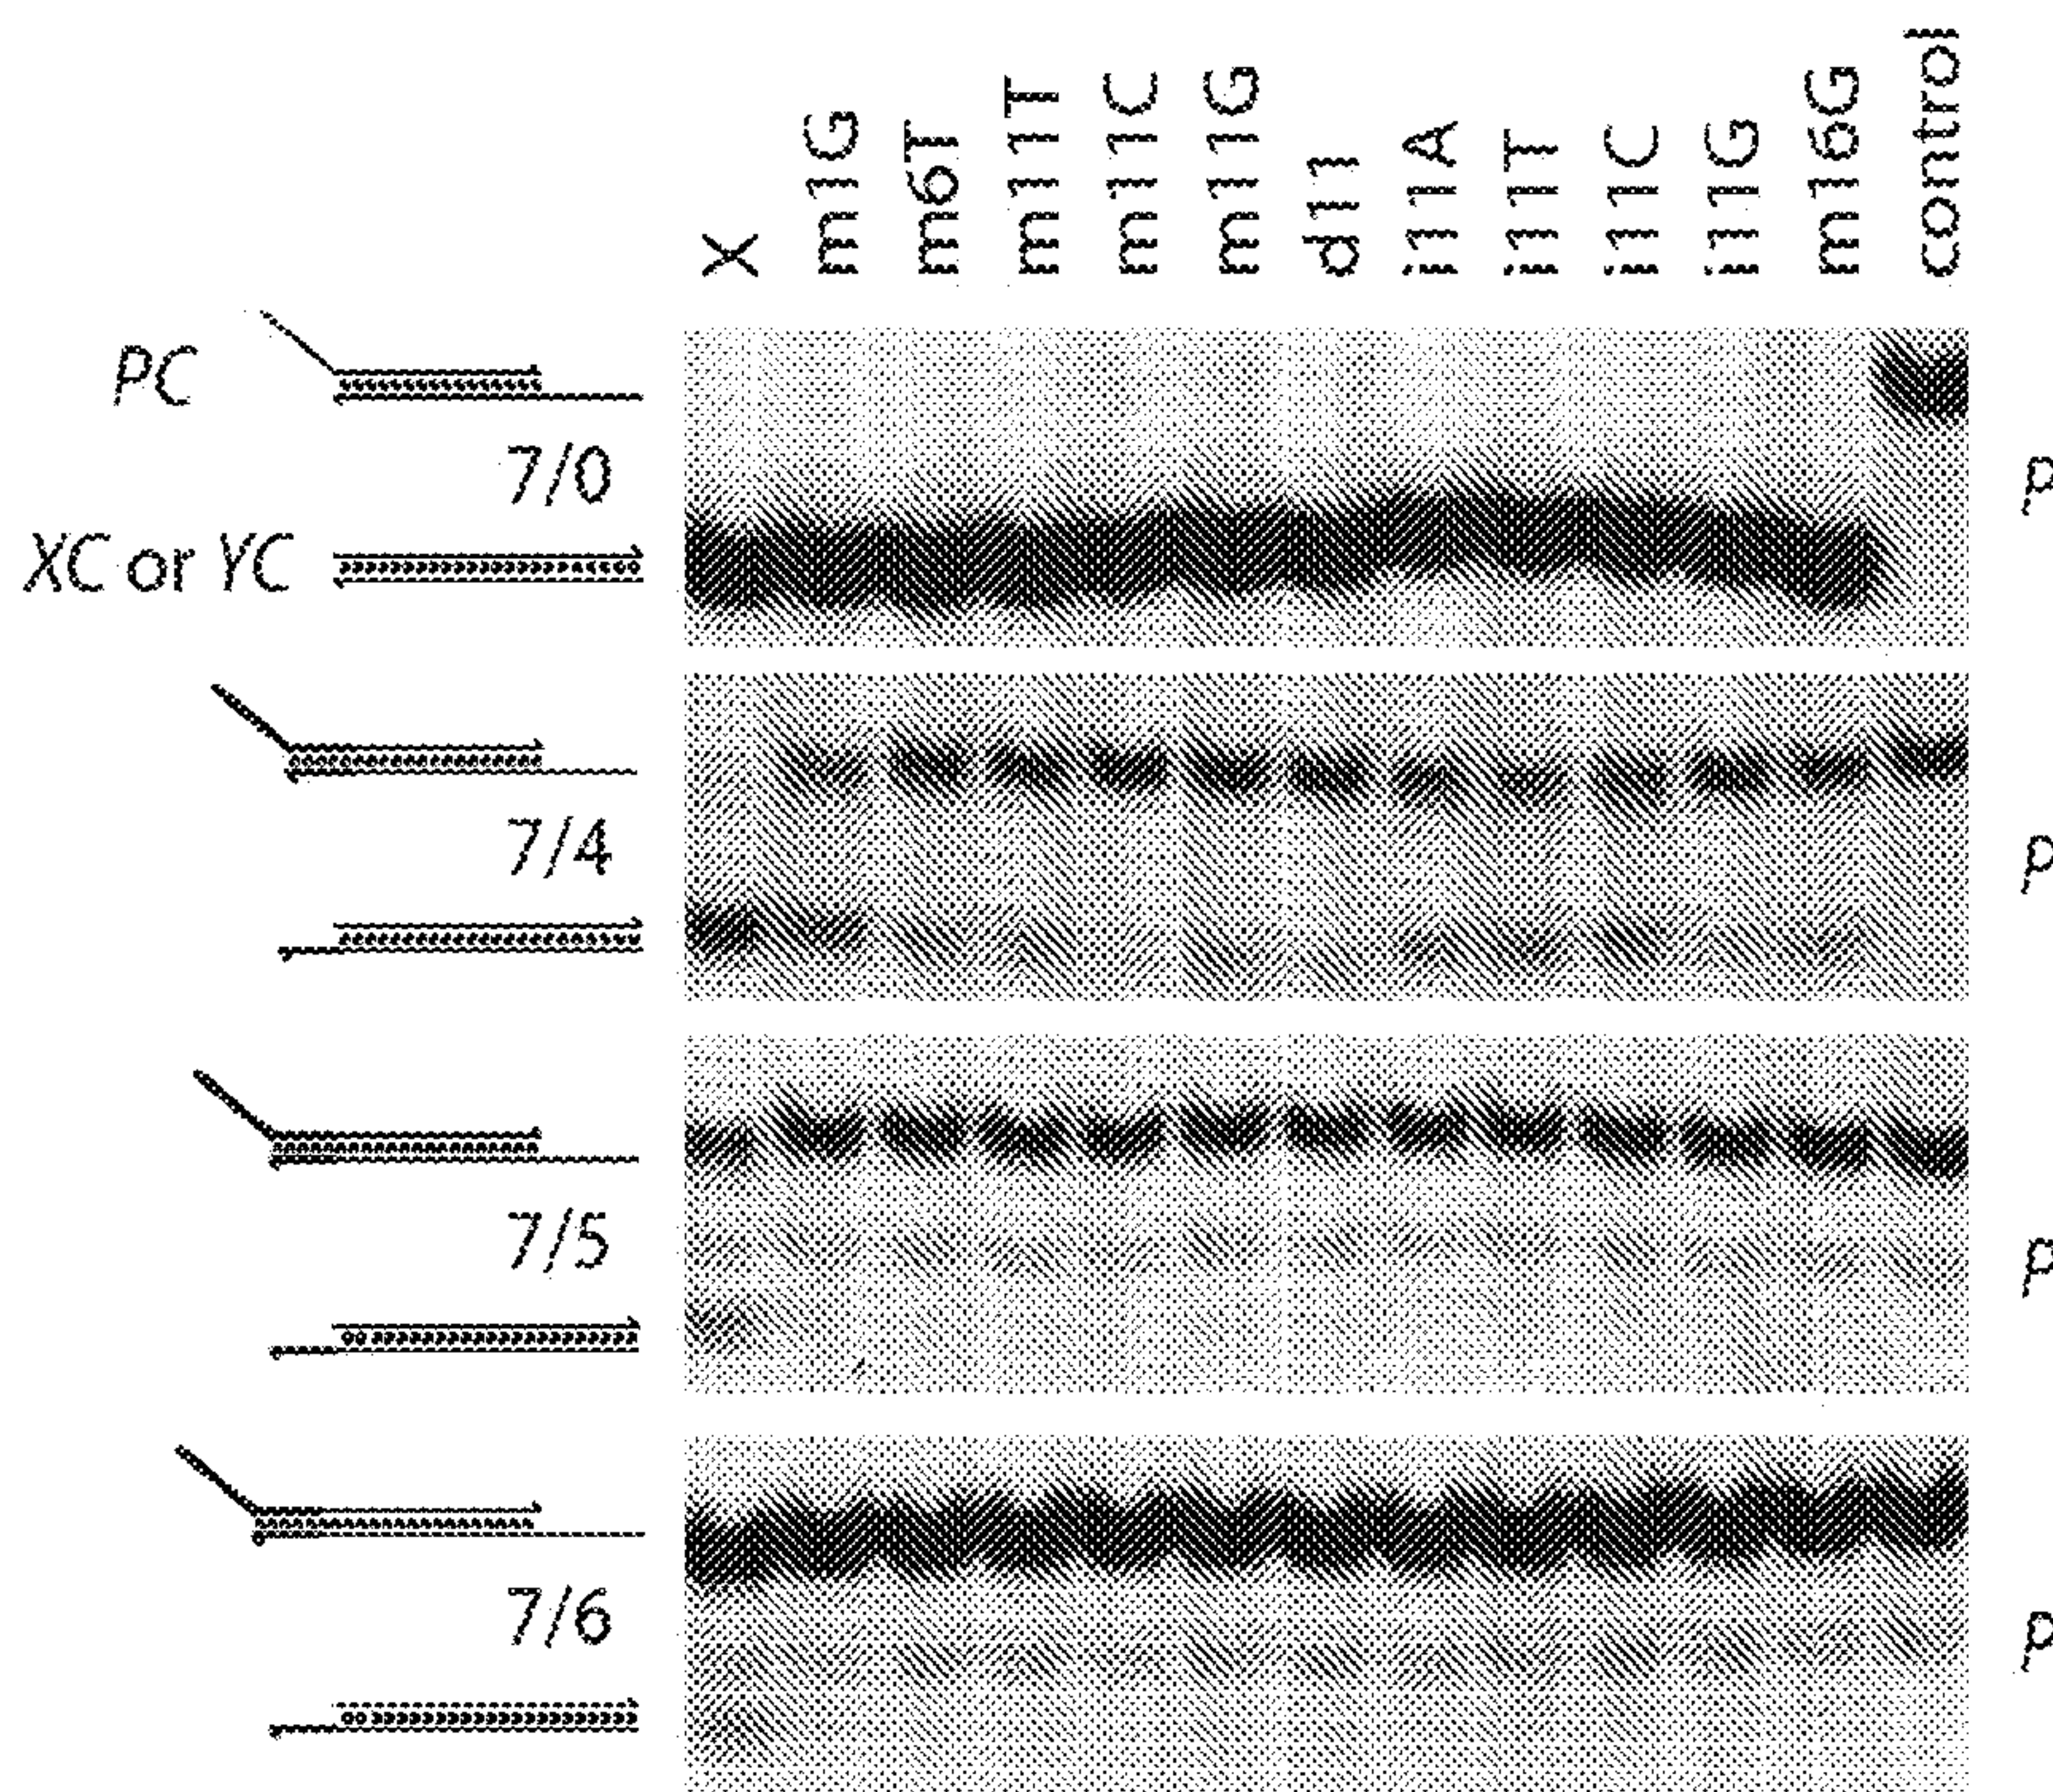 X m1G m6T m11T m11C m11G d11 i11A i11T i11C i11G m16G control
PC
7/0
P
XC or YC
7/4
P
7/5
P
7/6
P